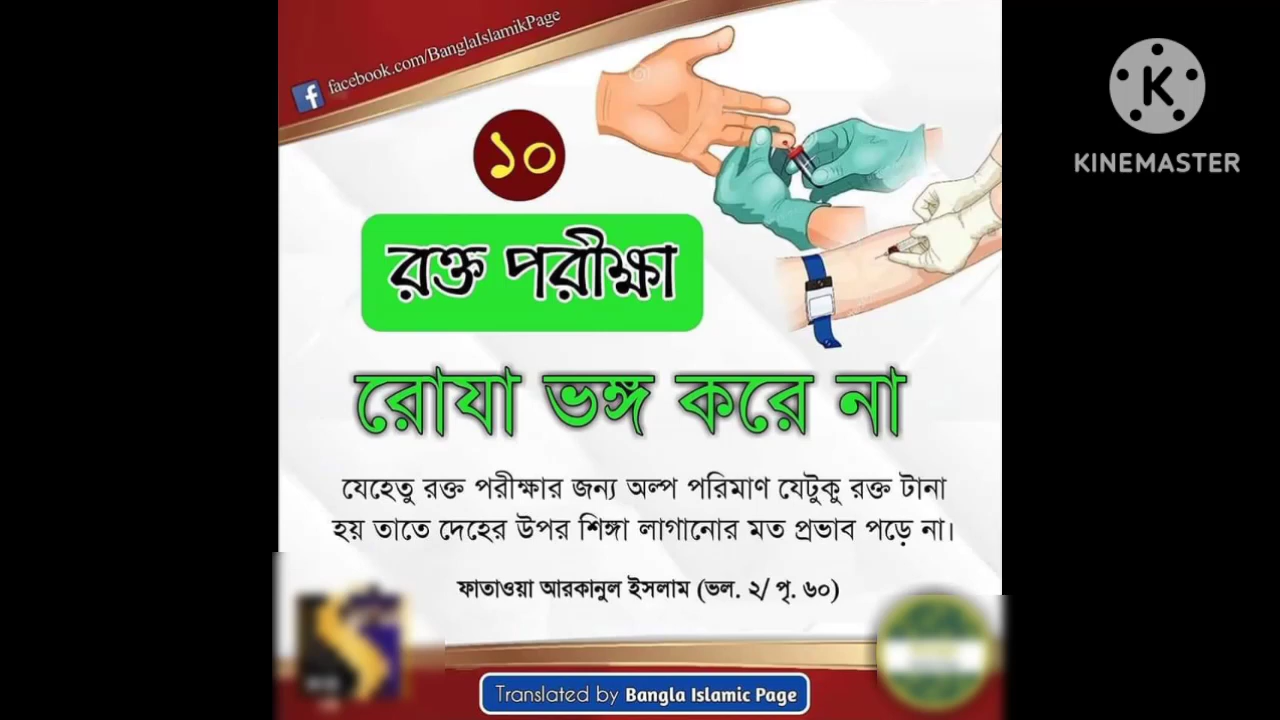 facebook.com/BanglaIslamikPage
K
KINEMASTER
১০
রক্ত পরীক্ষা
রোযা ভঙ্গ করে না
যেহেতু রক্ত পরীক্ষার জন্য অল্প পরিমাণ যেটুকু রক্ত টানা
হয় তাতে দেহের উপর শিঙ্গা লাগানোর মত প্রভাব পড়ে না।
ফাতাওয়া আরকানুল ইসলাম (ভল. ২/ পৃ. ৬০)
Translated by Bangla Islamic Page